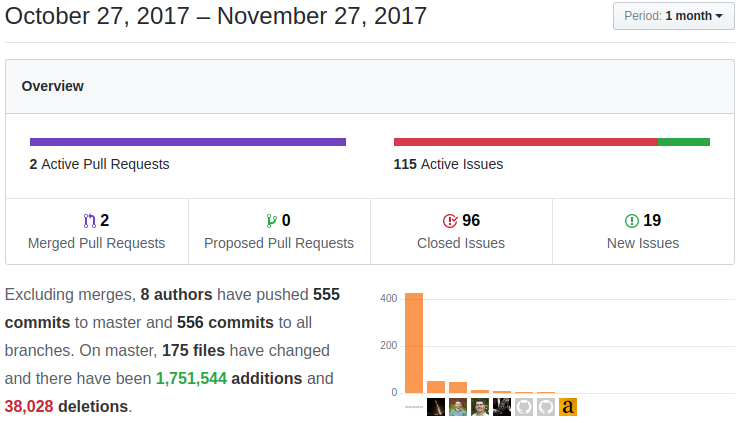 October 27, 2017 – November 27, 2017
Period: 1 month
Overview
2 Active Pull Requests
115 Active Issues
2
Merged Pull Requests
0
Proposed Pull Requests
96
Closed Issues
19
New Issues
Excluding merges, 8 authors have pushed 555
commits to master and 556 commits to all
branches. On master, 175 files have changed
and there have been 1,751,544 additions and
38,028 deletions.
400
200
0
a